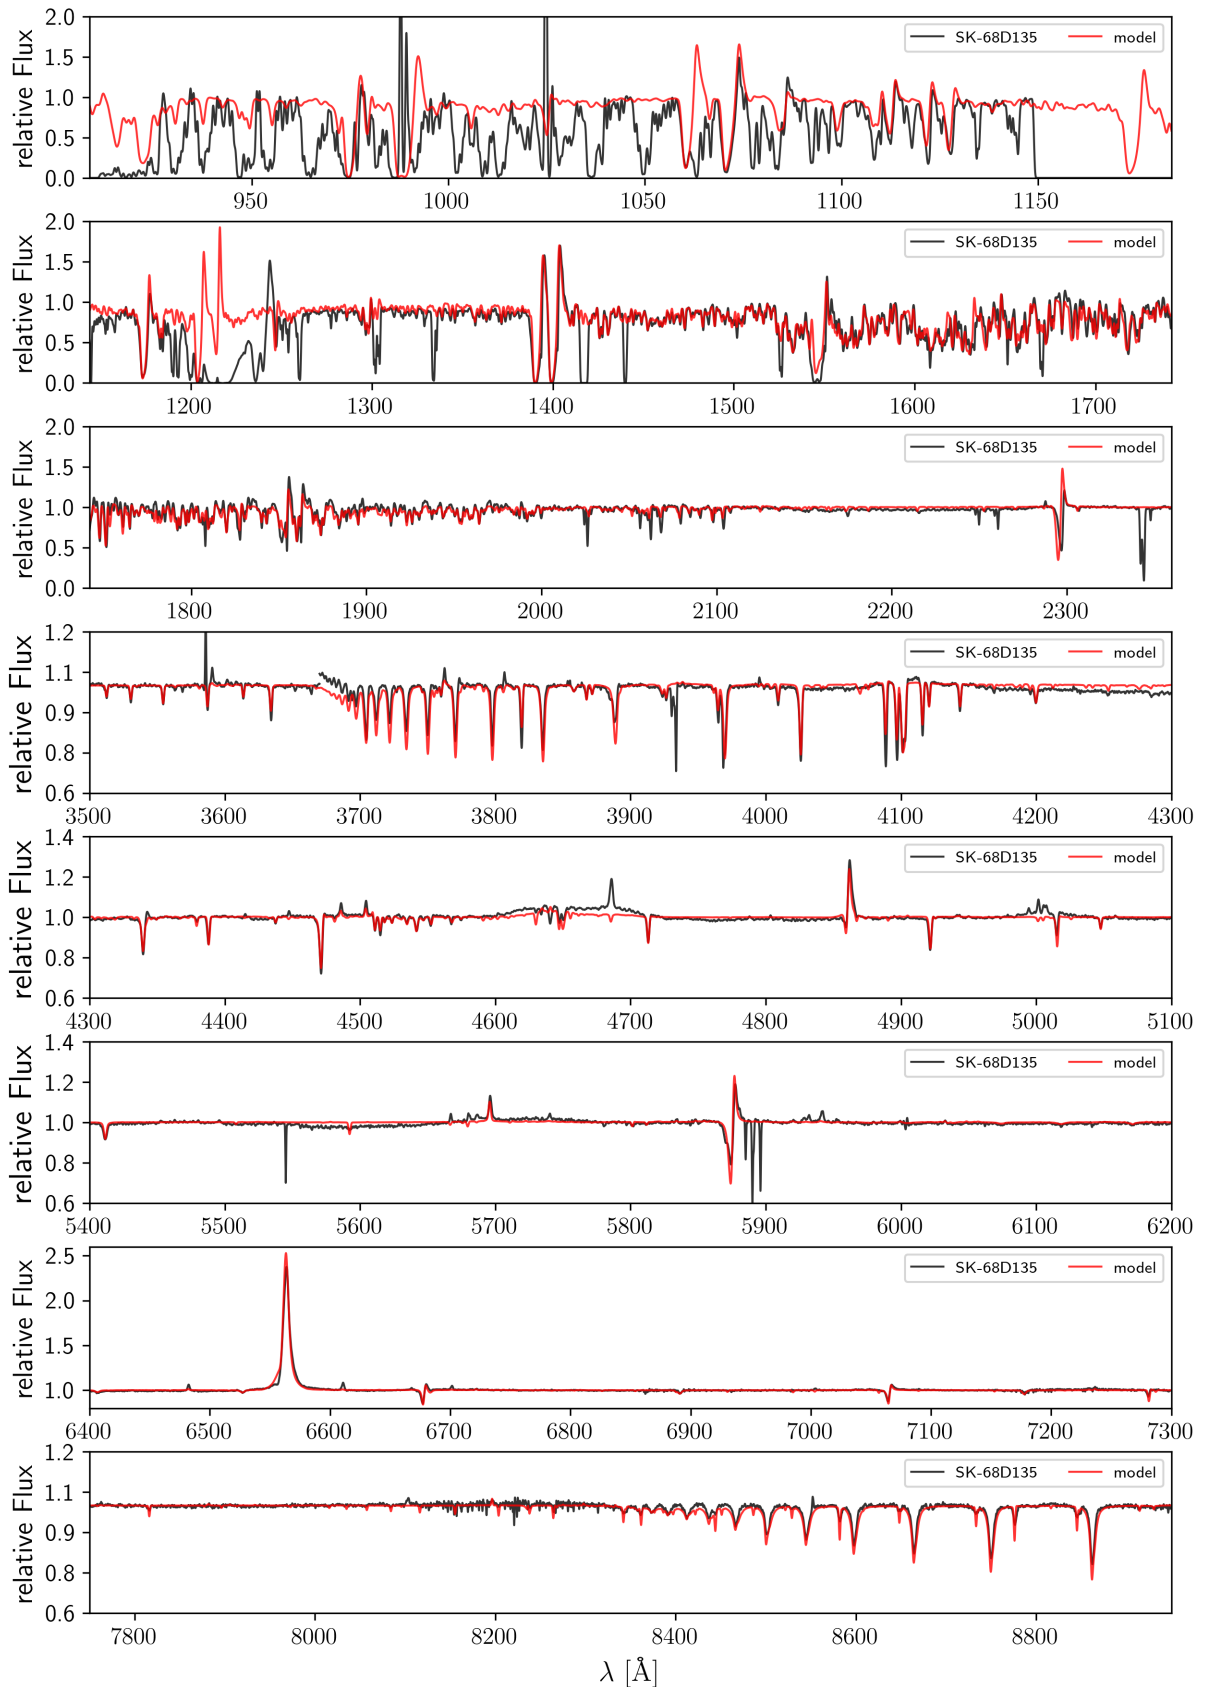 2.0
1.5
1.0
0.5
0.0
relative Flux
SK-68D135 model
950 1000 1050 1100 1150
2.0
1.5
1.0
0.5
0.0
relative Flux
SK-68D135 model
1200 1300 1400 1500 1600 1700
2.0
1.5
1.0
0.5
0.0
relative Flux
SK-68D135 model
1800 1900 2000 2100 2200 2300
1.2
1.1
0.9
0.8
0.6
relative Flux
SK-68D135 model
3500 3600 3700 3800 3900 4000 4100 4200 4300
1.4
1.2
1.0
0.8
0.6
relative Flux
SK-68D135 model
4300 4400 4500 4600 4700 4800 4900 5000 5100
1.4
1.2
1.0
0.8
0.6
relative Flux
SK-68D135 model
5400 5500 5600 5700 5800 5900 6000 6100 6200
2.5
2.0
1.5
1.0
relative Flux
SK-68D135 model
6400 6500 6600 6700 6800 6900 7000 7100 7200 7300
1.2
1.1
0.9
0.8
0.6
relative Flux
SK-68D135 model
7800 8000 8200 8400 8600 8800
λ [Å]